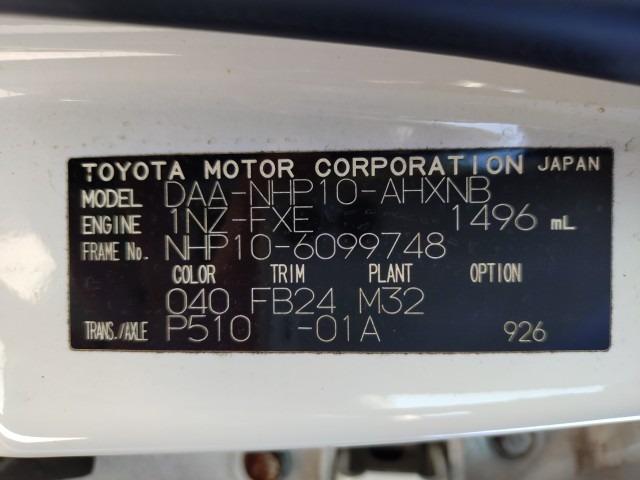 TOYOTA MOTOR CORPORATION JAPAN
MODEL DAA-NHP10-AHXNB
ENGINE 1NZ-FXE 1496 mL
FRAME No. NHP10-6099748
COLOR TRIM PLANT OPTION
040 FB24 M32
TRANS./AXLE P510 -01A 926